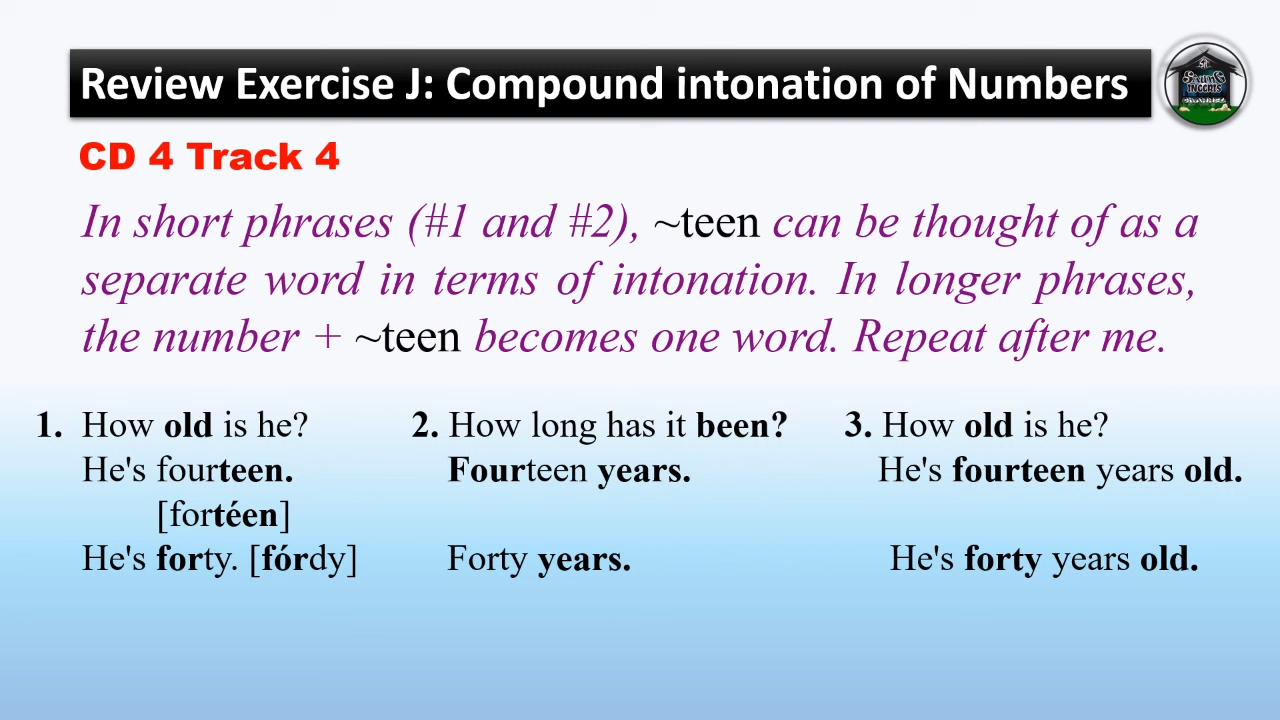 Review Exercise J: Compound intonation of Numbers
CD 4 Track 4
In short phrases (#1 and #2), ~teen can be thought of as a
separate word in terms of intonation. In longer phrases,
the number + ~teen becomes one word. Repeat after me.
1. How old is he?
He's fourteen.
[fortéen]
He's forty. [fórdy]
2. How long has it been?
Fourteen years.
Forty years.
3. How old is he?
He's fourteen years old.
He's forty years old.